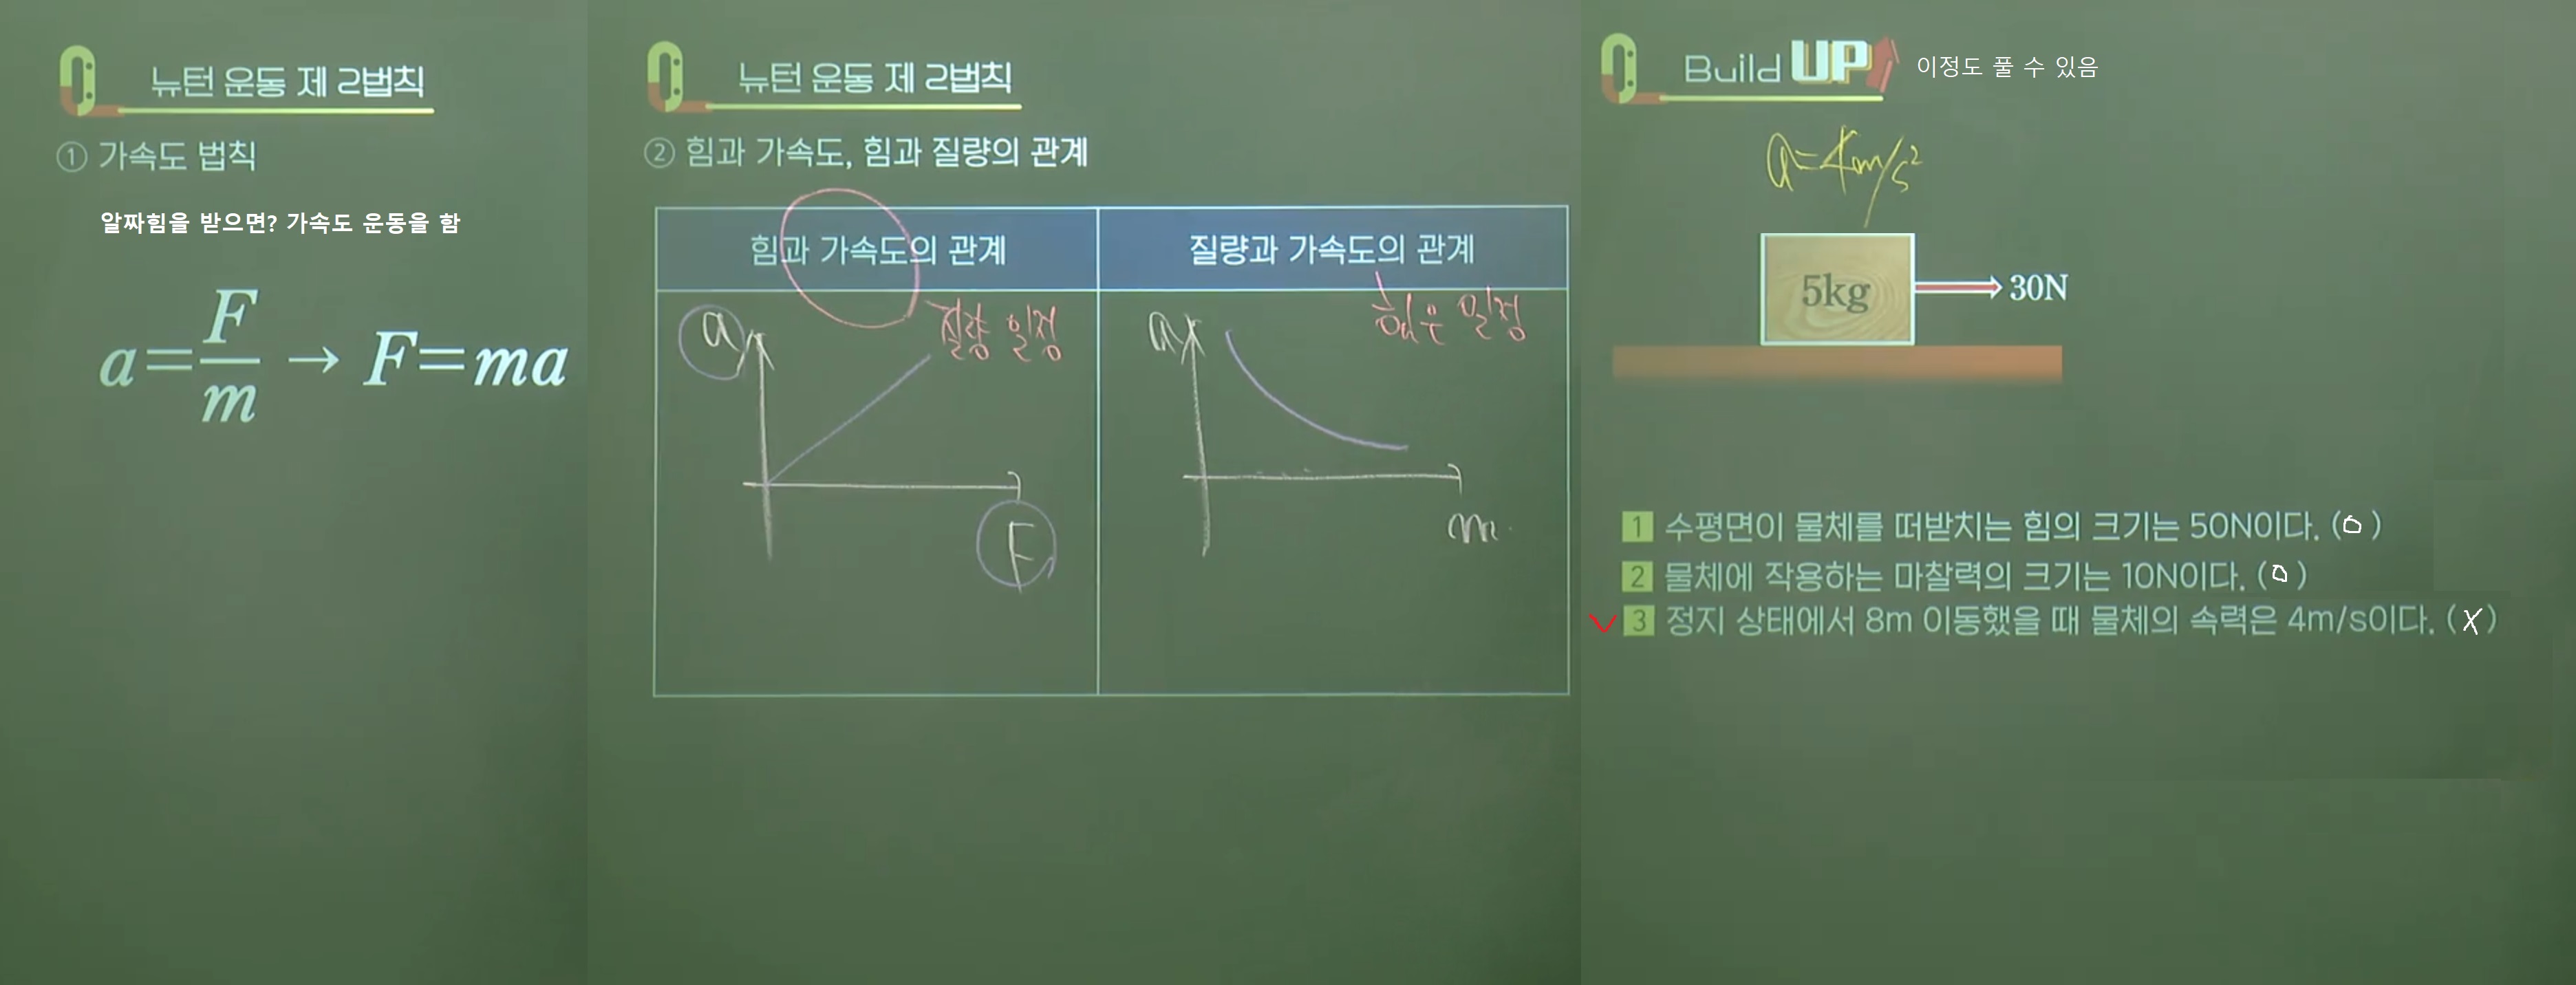 뉴턴 운동 제 2법칙
① 가속도 법칙
알짜힘을 받으면? 가속도 운동을 함
a=F/m → F=ma
뉴턴 운동 제 2법칙
② 힘과 가속도, 힘과 질량의 관계
힘과 가속도의 관계
질량 일정
a
F
질량과 가속도의 관계
힘은 일정
a
m
Build UP
이정도 풀 수 있음
a=4m/s²
5kg
30N
1 수평면이 물체를 떠받치는 힘의 크기는 50N이다. (O)
2 물체에 작용하는 마찰력의 크기는 10N이다. (O)
3 정지 상태에서 8m 이동했을 때 물체의 속력은 4m/s이다. (X)